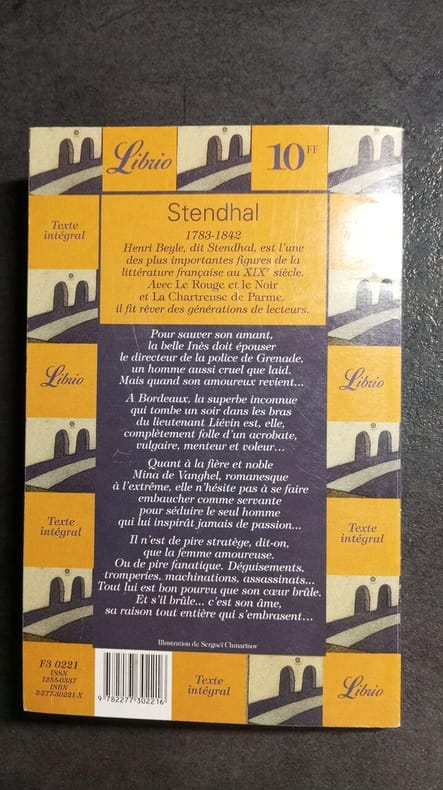 Librio
10 FF
Texte
intégral
Stendhal
1783-1842
Henri Beyle, dit Stendhal, est l'une
des plus importantes figures de la
littérature française au XIXe siècle.
Avec Le Rouge et le Noir
et La Chartreuse de Parme,
il fit rêver des générations de lecteurs.
Pour sauver son amant,
la belle Inès doit épouser
le directeur de la police de Grenade,
un homme aussi cruel que laid.
Mais quand son amoureux revient...
A Bordeaux, la superbe inconnue
qui tombe un soir dans les bras
du lieutenant Liévin est, elle,
complètement folle d'un acrobate,
vulgaire, menteur et voleur...
Quant à la fière et noble
Mina de Vanghel, romanesque
à l'extrême, elle n'hésite pas à se faire
embaucher comme servante
pour séduire le seul homme
qui lui inspirât jamais de passion...
Il n'est de pire stratège, dit-on,
que la femme amoureuse.
Ou de pire fanatique. Déguisements,
tromperies, machinations, assassinats...
Tout lui est bon pourvu que son cœur brûle.
Et s'il brûle... c'est son âme,
sa raison tout entière qui s'embrasent...
Illustration de Sergueï Chmarinov
Texte
intégral
Librio
Librio
Texte
intégral
Texte
intégral
F3 0221
ISSN
1255-0337
ISBN
2-277-30221-X
9 782277 302216
Texte
intégral
Librio